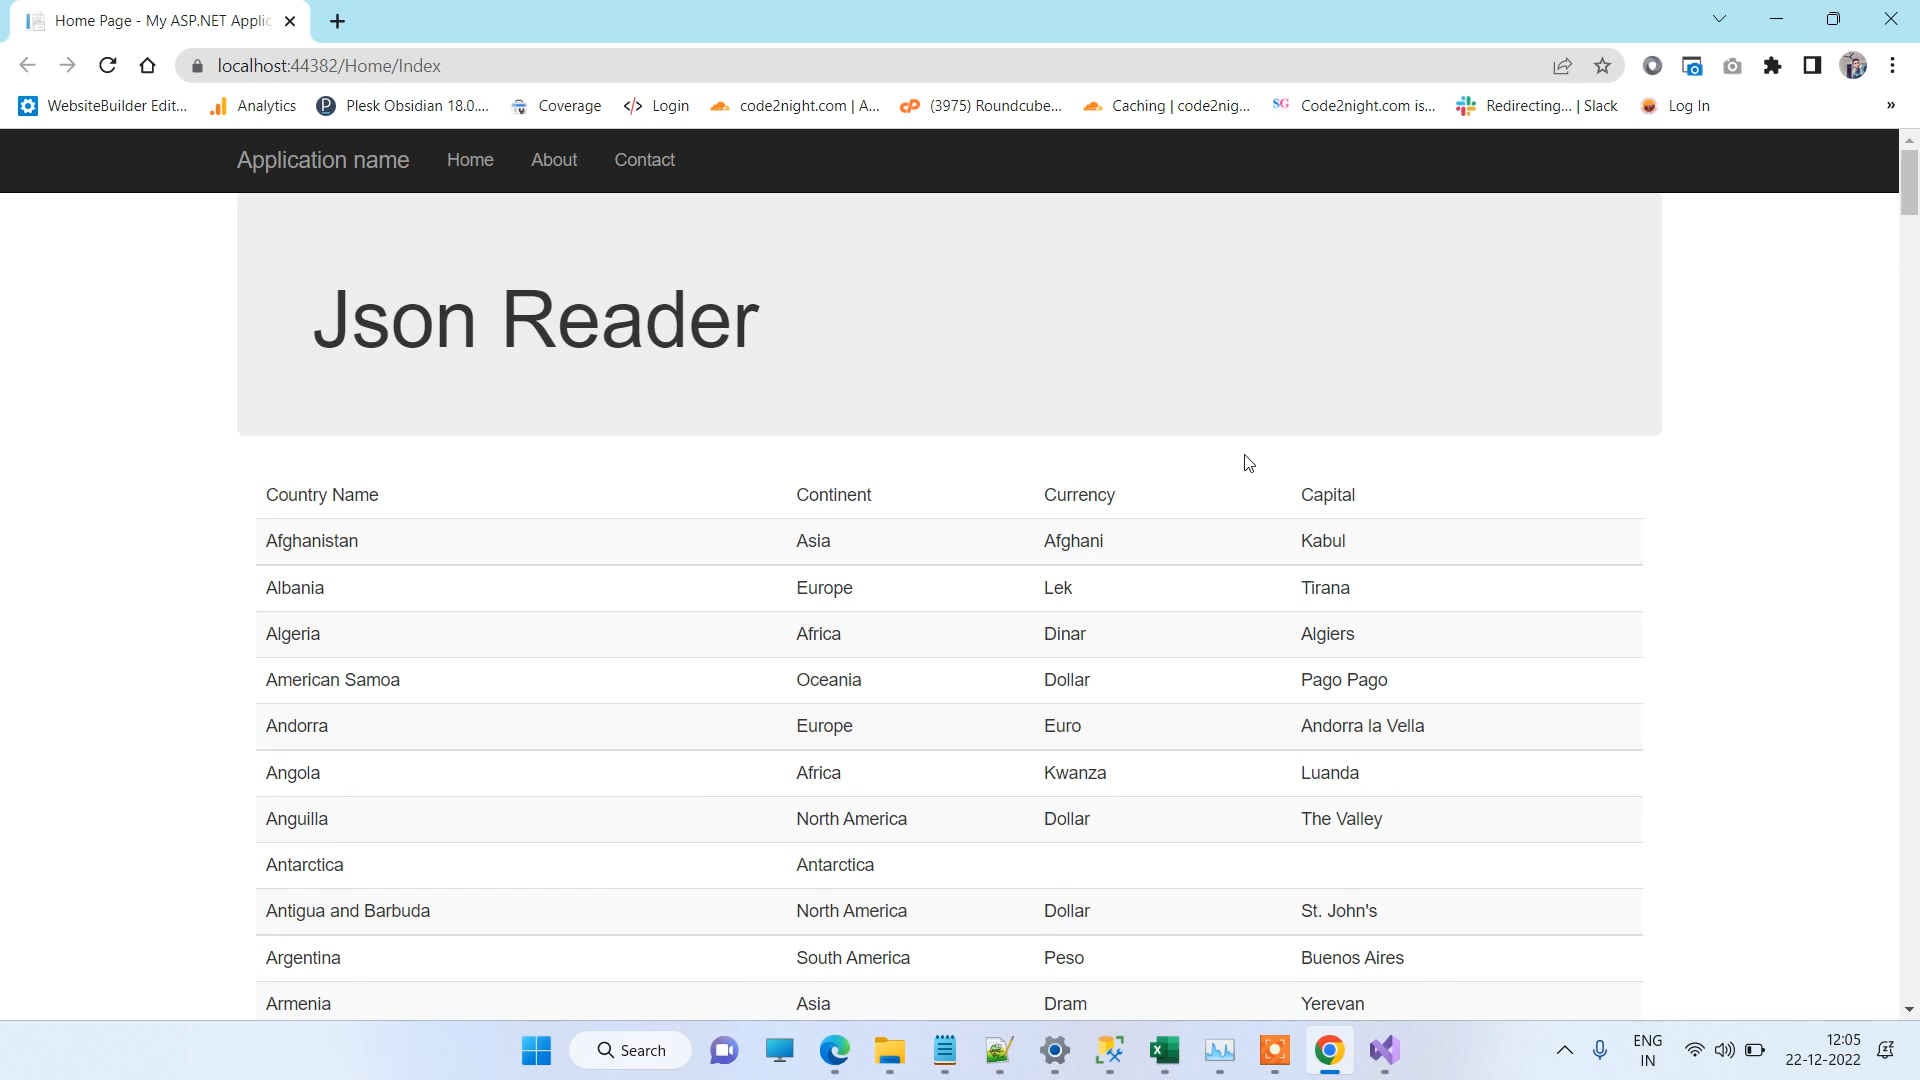 Home Page - My ASP.NET Applic
localhost:44382/Home/Index
WebsiteBuilder Edit... Analytics Plesk Obsidian 18.0.... Coverage Login code2night.com | A... (3975) Roundcube... Caching | code2nig... Code2night.com is... Redirecting... | Slack Log In »
Application name Home About Contact
Json Reader
Country Name Continent Currency Capital
Afghanistan Asia Afghani Kabul
Albania Europe Lek Tirana
Algeria Africa Dinar Algiers
American Samoa Oceania Dollar Pago Pago
Andorra Europe Euro Andorra la Vella
Angola Africa Kwanza Luanda
Anguilla North America Dollar The Valley
Antarctica Antarctica
Antigua and Barbuda North America Dollar St. John's
Argentina South America Peso Buenos Aires
Armenia Asia Dram Yerevan
Search
ENG
IN
12:05
22-12-2022